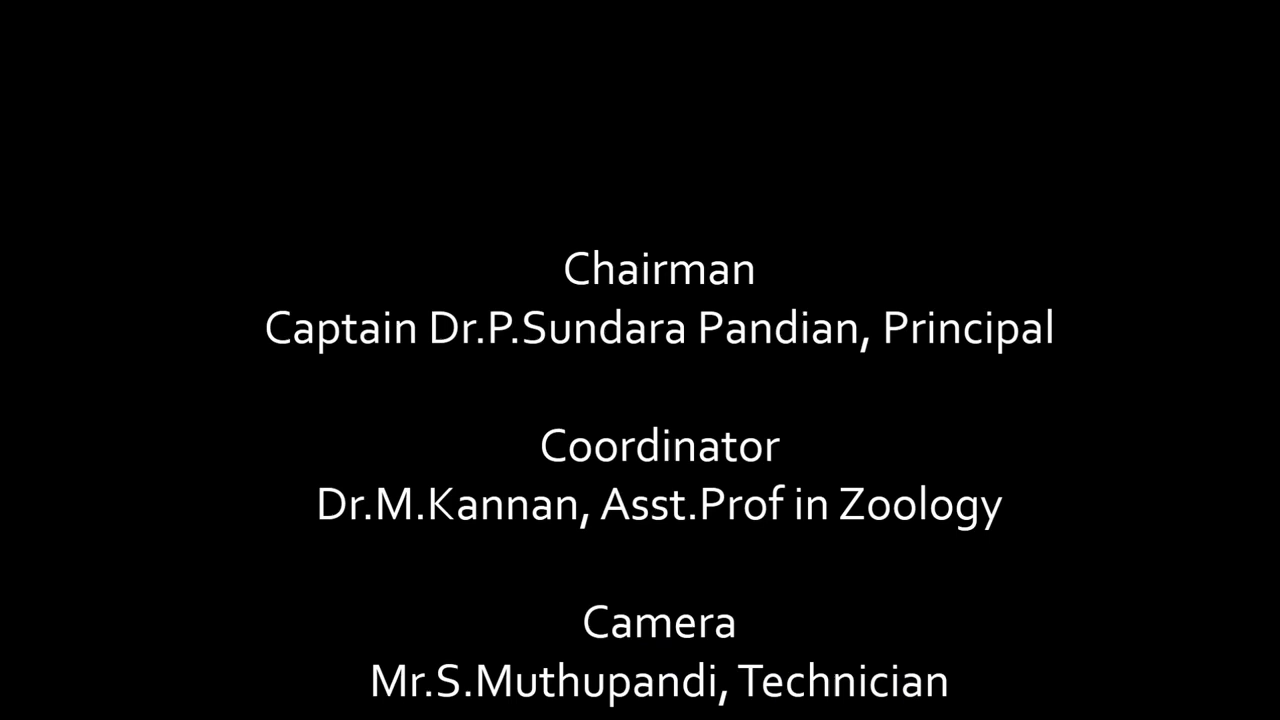 Chairman
Captain Dr.P.Sundara Pandian, Principal
Coordinator
Dr.M.Kannan, Asst.Prof in Zoology
Camera
Mr.S.Muthupandi, Technician